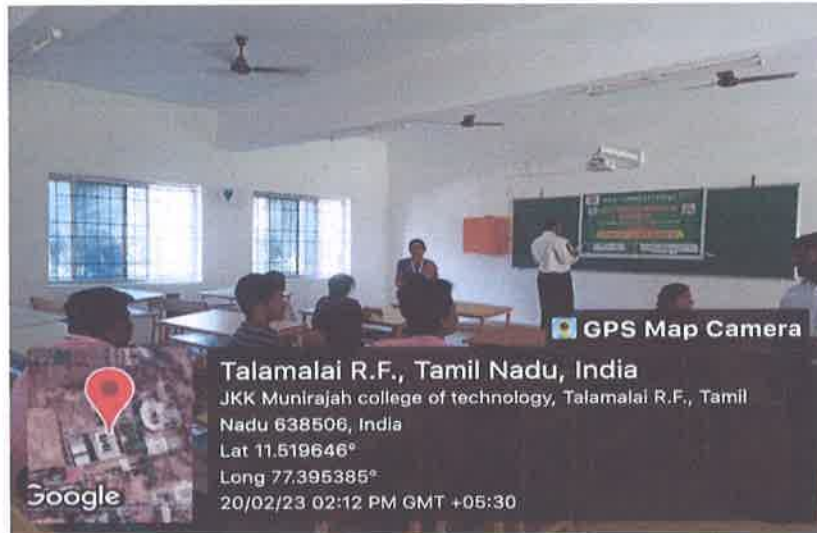 GPS Map Camera
Talamalai R.F., Tamil Nadu, India
JKK Munirajah college of technology, Talamalai R.F., Tamil
Nadu 638506, India
Lat 11.519646°
Long 77.395385°
20/02/23 02:12 PM GMT +05:30
Google